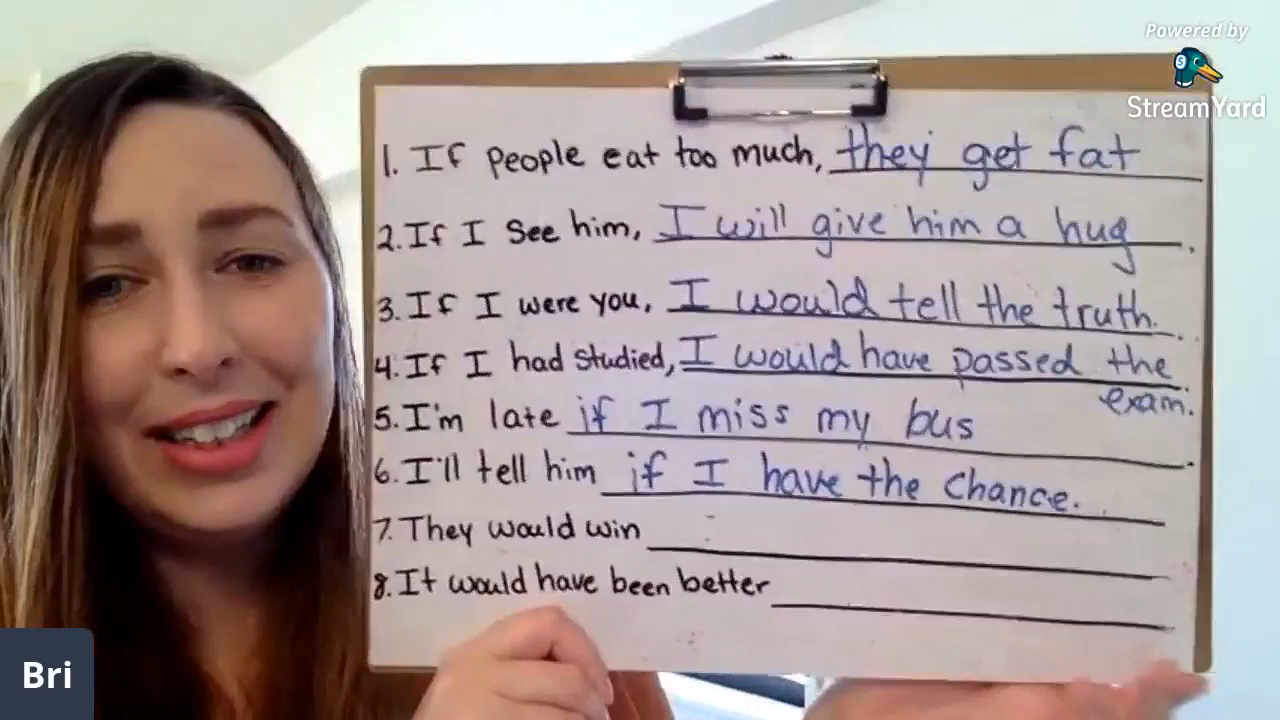 Powered by
StreamYard
1. If people eat too much, they get fat
2. If I see him, I will give him a hug.
3. If I were you, I would tell the truth.
4. If I had studied, I would have passed the
exam.
5. I'm late if I miss my bus.
6. I'll tell him if I have the chance.
7. They would win
8. It would have been better
Bri